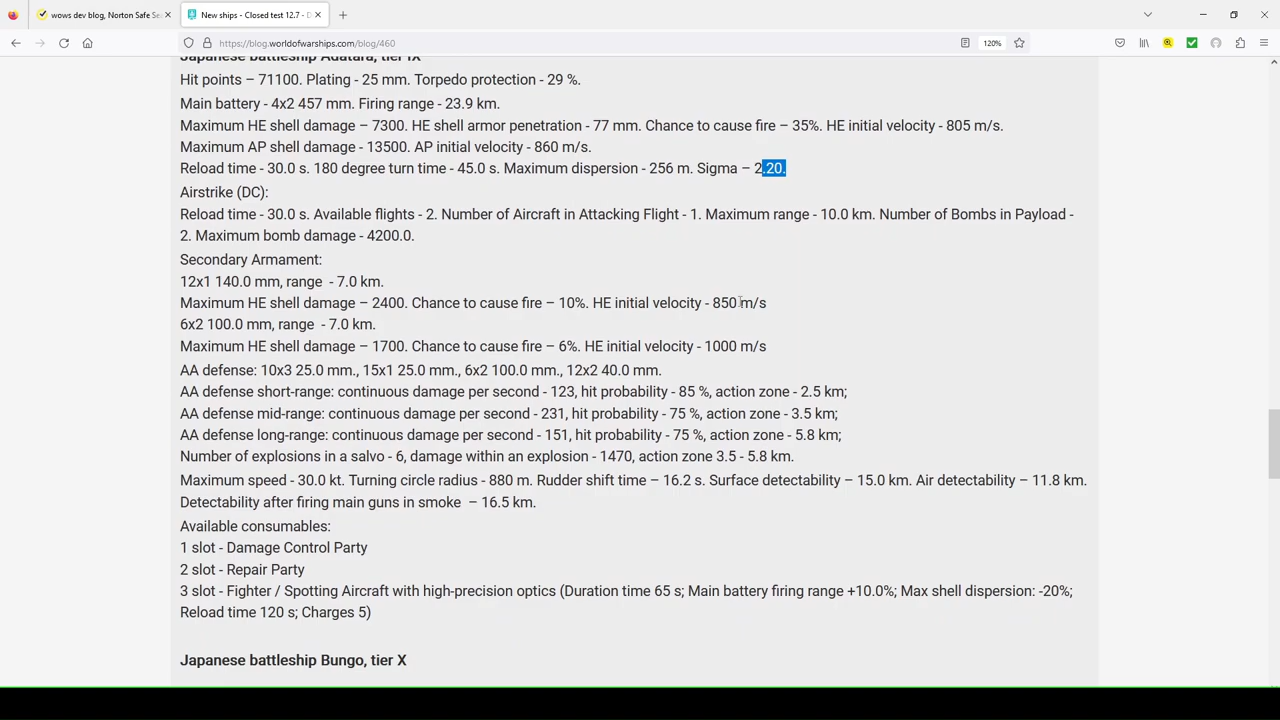 wows dev blog, Norton Safe Se
New ships - Closed test 12.7 - D
https://blog.worldofwarships.com/blog/460
120%
Japanese battleship Adatara, tier IX
Hit points – 71100. Plating - 25 mm. Torpedo protection - 29 %.
Main battery - 4x2 457 mm. Firing range - 23.9 km.
Maximum HE shell damage – 7300. HE shell armor penetration - 77 mm. Chance to cause fire – 35%. HE initial velocity - 805 m/s.
Maximum AP shell damage - 13500. AP initial velocity - 860 m/s.
Reload time - 30.0 s. 180 degree turn time - 45.0 s. Maximum dispersion - 256 m. Sigma – 2.20.
Airstrike (DC):
Reload time - 30.0 s. Available flights - 2. Number of Aircraft in Attacking Flight - 1. Maximum range - 10.0 km. Number of Bombs in Payload -
2. Maximum bomb damage - 4200.0.
Secondary Armament:
12x1 140.0 mm, range  - 7.0 km.
Maximum HE shell damage – 2400. Chance to cause fire – 10%. HE initial velocity - 850 m/s
6x2 100.0 mm, range  - 7.0 km.
Maximum HE shell damage – 1700. Chance to cause fire – 6%. HE initial velocity - 1000 m/s
AA defense: 10x3 25.0 mm., 15x1 25.0 mm., 6x2 100.0 mm., 12x2 40.0 mm.
AA defense short-range: continuous damage per second - 123, hit probability - 85 %, action zone - 2.5 km;
AA defense mid-range: continuous damage per second - 231, hit probability - 75 %, action zone - 3.5 km;
AA defense long-range: continuous damage per second - 151, hit probability - 75 %, action zone - 5.8 km;
Number of explosions in a salvo - 6, damage within an explosion - 1470, action zone 3.5 - 5.8 km.
Maximum speed - 30.0 kt. Turning circle radius - 880 m. Rudder shift time – 16.2 s. Surface detectability – 15.0 km. Air detectability – 11.8 km.
Detectability after firing main guns in smoke  – 16.5 km.
Available consumables:
1 slot - Damage Control Party
2 slot - Repair Party
3 slot - Fighter / Spotting Aircraft with high-precision optics (Duration time 65 s; Main battery firing range +10.0%; Max shell dispersion: -20%;
Reload time 120 s; Charges 5)
Japanese battleship Bungo, tier X